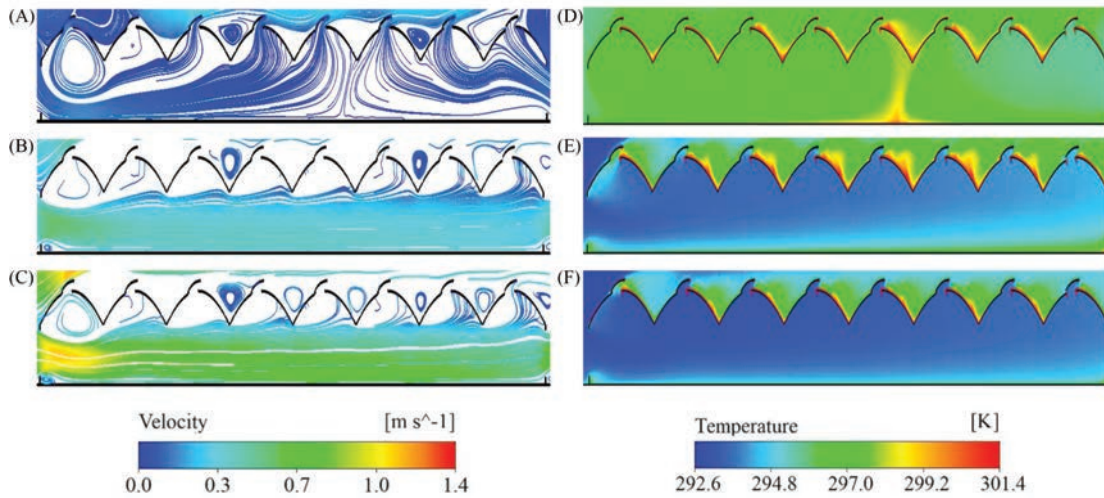 (A)
(D)
(B)
(E)
(C)
(F)
Velocity [m s^-1]
0.0 0.3 0.7 1.0 1.4
Temperature [K]
292.6 294.8 297.0 299.2 301.4